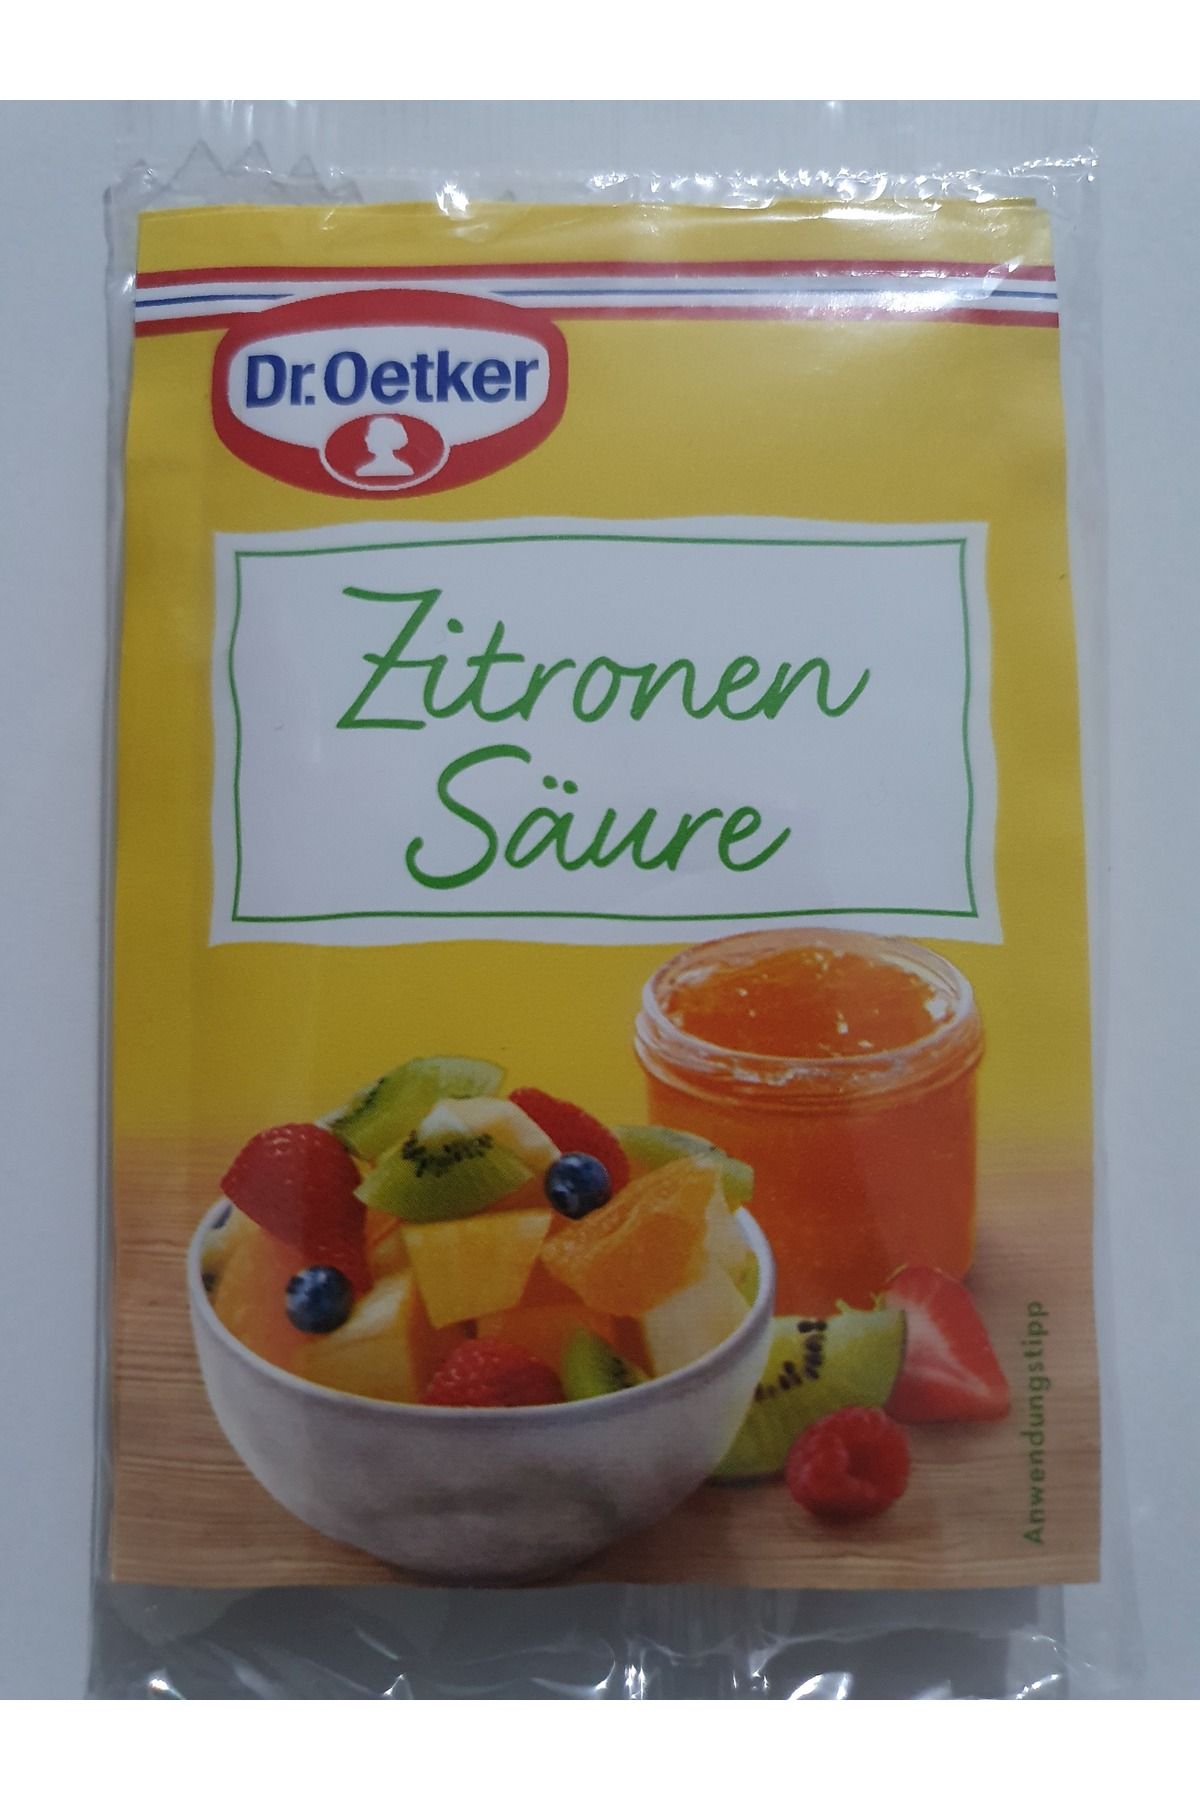 Dr. Oetker
Zitronen
Säure
Anwendungstipp